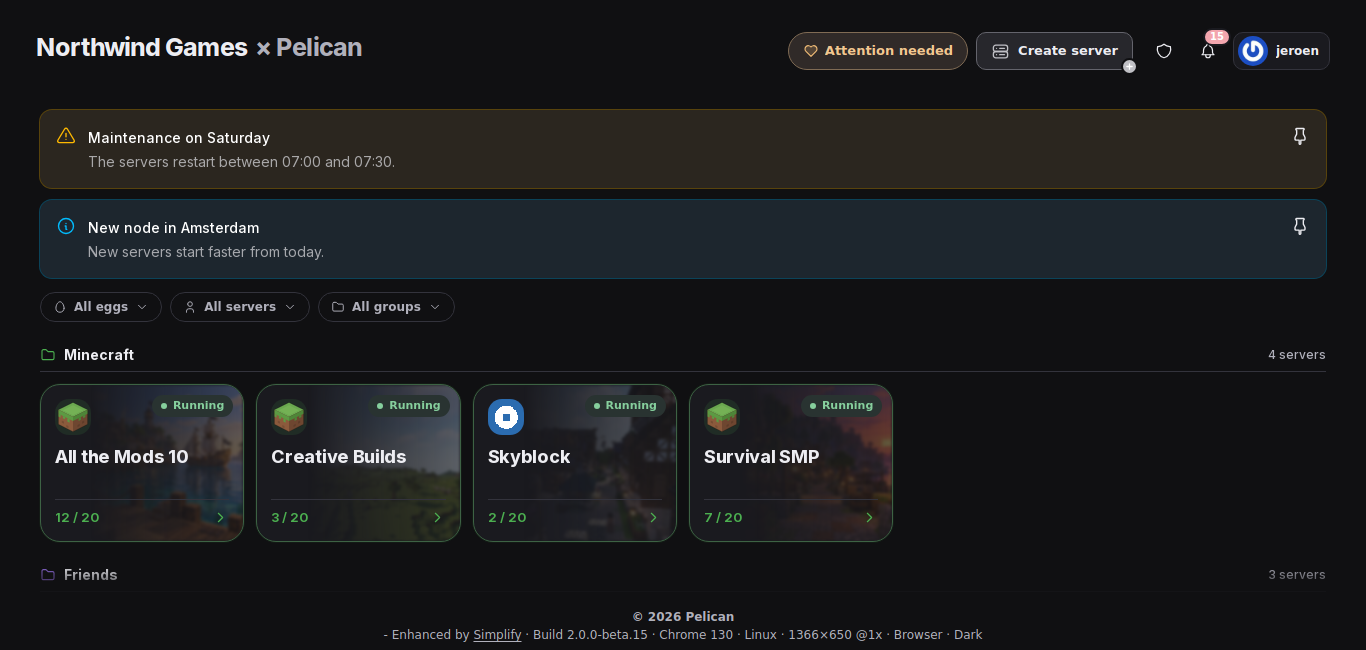 Northwind Games × Pelican
Attention needed
Create server
15
jeroen
Maintenance on Saturday
The servers restart between 07:00 and 07:30.
New node in Amsterdam
New servers start faster from today.
All eggs
All servers
All groups
Minecraft
4 servers
Running
All the Mods 10
12 / 20
Running
Creative Builds
3 / 20
Running
Skyblock
2 / 20
Running
Survival SMP
7 / 20
Friends
3 servers
© 2026 Pelican
- Enhanced by Simplify · Build 2.0.0-beta.15 · Chrome 130 · Linux · 1366×650 @1x · Browser · Dark